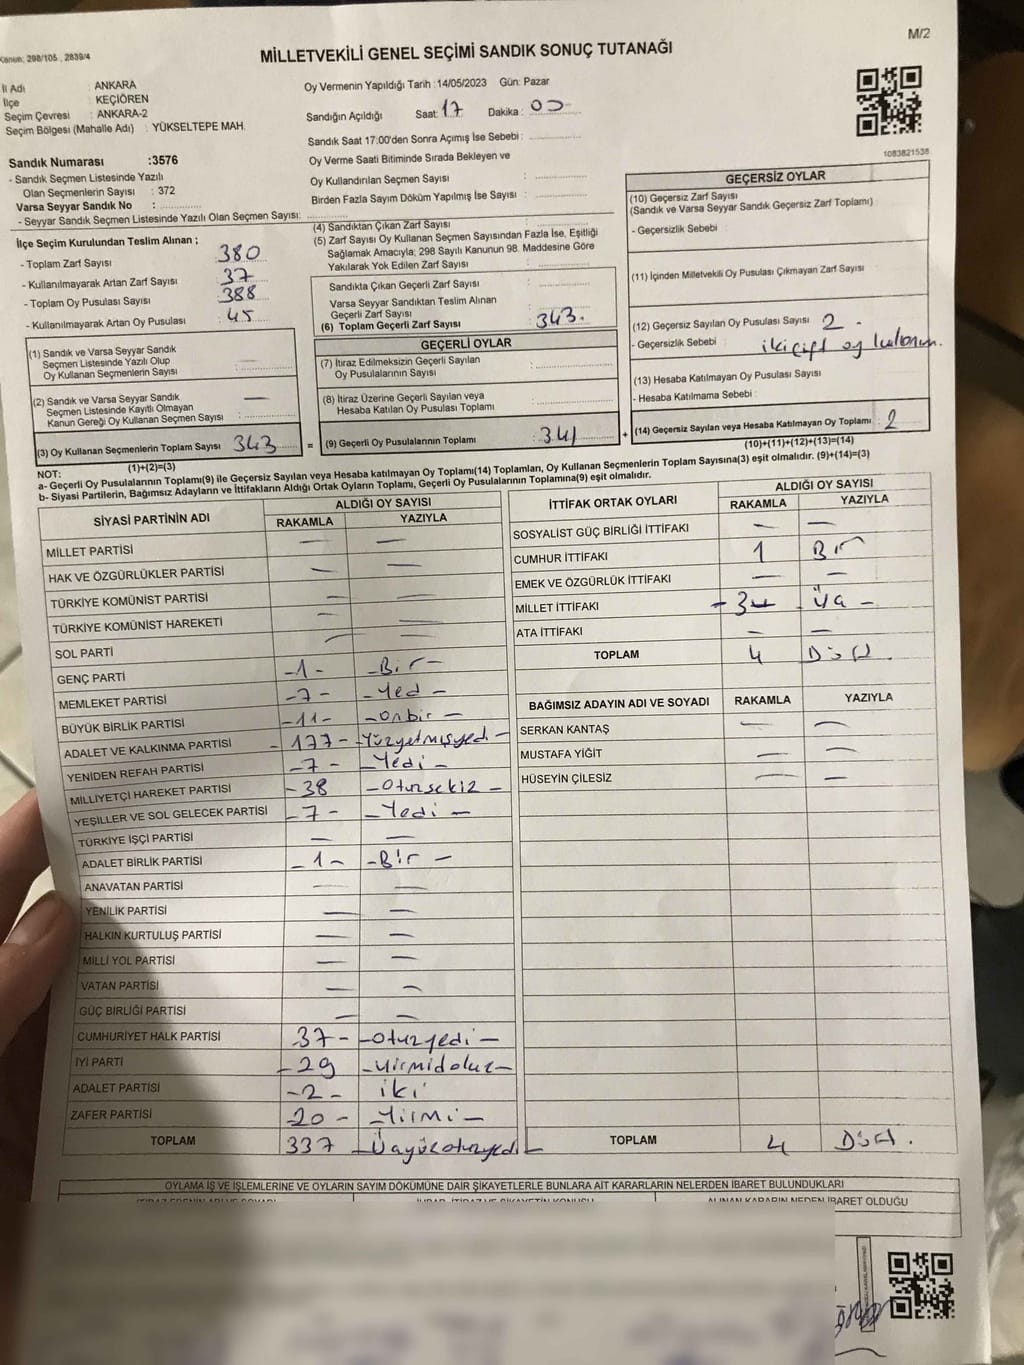 M/2
Kanun; 298/105 , 2839/4
MİLLETVEKİLİ GENEL SEÇİMİ SANDIK SONUÇ TUTANAĞI
İl Adı : ANKARA
İlçe : KEÇİÖREN
Seçim Çevresi : ANKARA-2
Seçim Bölgesi (Mahalle Adı) : YÜKSELTEPE MAH.
Sandık Numarası :3576
- Sandık Seçmen Listesinde Yazılı
Olan Seçmenlerin Sayısı : 372
Varsa Seyyar Sandık No :
- Seyyar Sandık Seçmen Listesinde Yazılı Olan Seçmen Sayısı:
Oy Vermenin Yapıldığı Tarih :14/05/2023 Gün: Pazar
Sandığın Açıldığı Saat: 17 Dakika : 00
Sandık Saat 17:00'den Sonra Açımış İse Sebebi :
Oy Verme Saati Bitiminde Sırada Bekleyen ve
Oy Kullandırılan Seçmen Sayısı :
Birden Fazla Sayım Döküm Yapılmış İse Sayısı :
1083821538
İlçe Seçim Kurulundan Teslim Alınan ;
- Toplam Zarf Sayısı : 380
- Kullanılmayarak Artan Zarf Sayısı : 37
- Toplam Oy Pusulası Sayısı : 388
- Kullanılmayarak Artan Oy Pusulası : 45
(1) Sandık ve Varsa Seyyar Sandık
Seçmen Listesinde Yazılı Olup
Oy Kullanan Seçmenlerin Sayısı : —
(2) Sandık ve Varsa Seyyar Sandık
Seçmen Listesinde Kayıtlı Olmayan
Kanun Gereği Oy Kullanan Seçmen Sayısı : —
(3) Oy Kullanan Seçmenlerin Toplam Sayısı 343
(1)+(2)=(3)
(4) Sandıktan Çıkan Zarf Sayısı :
(5) Zarf Sayısı Oy Kullanan Seçmen Sayısından Fazla İse, Eşitliği
Sağlamak Amacıyla; 298 Sayılı Kanunun 98. Maddesine Göre
Yakılarak Yok Edilen Zarf Sayısı :
Sandıkta Çıkan Geçerli Zarf Sayısı :
Varsa Seyyar Sandıktan Teslim Alınan
Geçerli Zarf Sayısı :
(6) Toplam Geçerli Zarf Sayısı : 343.
GEÇERLİ OYLAR
(7) İtiraz Edilmeksizin Geçerli Sayılan
Oy Pusulalarının Sayısı :
(8) İtiraz Üzerine Geçerli Sayılan veya
Hesaba Katılan Oy Pusulası Toplamı :
= (9) Geçerli Oy Pusulalarının Toplamı : 341
GEÇERSİZ OYLAR
(10) Geçersiz Zarf Sayısı
(Sandık ve Varsa Seyyar Sandık Geçersiz Zarf Toplamı) :
- Geçersizlik Sebebi :
(11) İçinden Milletvekili Oy Pusulası Çıkmayan Zarf Sayısı :
(12) Geçersiz Sayılan Oy Pusulası Sayısı : 2 -
- Geçersizlik Sebebi : iki çift oy kullanım.
(13) Hesaba Katılmayan Oy Pusulası Sayısı :
- Hesaba Katılmama Sebebi :
+ (14) Geçersiz Sayılan veya Hesaba Katılmayan Oy Toplamı : 2
(10)+(11)+(12)+(13)=(14)
NOT:
a- Geçerli Oy Pusulalarının Toplamı(9) ile Geçersiz Sayılan veya Hesaba katılmayan Oy Toplamı(14) Toplamları, Oy Kullanan Seçmenlerin Toplam Sayısına(3) eşit olmalıdır. (9)+(14)=(3)
b- Siyasi Partilerin, Bağımsız Adayların ve İttifakların Aldığı Ortak Oyların Toplamı, Geçerli Oy Pusulalarının Toplamına(9) eşit olmalıdır.
SİYASİ PARTİNİN ADI ALDIĞI OY SAYISI
RAKAMLA YAZIYLA
MİLLET PARTİSİ — —
HAK VE ÖZGÜRLÜKLER PARTİSİ — —
TÜRKİYE KOMÜNİST PARTİSİ — —
TÜRKİYE KOMÜNİST HAREKETİ — —
SOL PARTİ — —
GENÇ PARTİ -1- -Bir-
MEMLEKET PARTİSİ -7- -Yed-
BÜYÜK BİRLİK PARTİSİ -11- -Onbir-
ADALET VE KALKINMA PARTİSİ -177- -Yüzyetmişyedi-
YENİDEN REFAH PARTİSİ -7- -Yedi-
MİLLİYETÇİ HAREKET PARTİSİ -38 -Otuzsekiz-
YEŞİLLER VE SOL GELECEK PARTİSİ -7- -Yedi-
TÜRKİYE İŞÇİ PARTİSİ — —
ADALET BİRLİK PARTİSİ -1- -Bir-
ANAVATAN PARTİSİ — —
YENİLİK PARTİSİ — —
HALKIN KURTULUŞ PARTİSİ — —
MİLLİ YOL PARTİSİ — —
VATAN PARTİSİ — —
GÜÇ BİRLİĞİ PARTİSİ — —
CUMHURİYET HALK PARTİSİ 37- -otuzyedi-
İYİ PARTİ -29 -Yirmidokuz-
ADALET PARTİSİ -2- iki
ZAFER PARTİSİ -20- -Yirmi-
TOPLAM 337 -Üçyüzotuzyedi-
İTTİFAK ORTAK OYLARI ALDIĞI OY SAYISI
RAKAMLA YAZIYLA
SOSYALİST GÜÇ BİRLİĞİ İTTİFAKI — —
CUMHUR İTTİFAKI 1 Bir
EMEK VE ÖZGÜRLÜK İTTİFAKI — —
MİLLET İTTİFAKI -3- Üç-
ATA İTTİFAKI — —
TOPLAM 4 Dört.
BAĞIMSIZ ADAYIN ADI VE SOYADI RAKAMLA YAZIYLA
SERKAN KANTAŞ — —
MUSTAFA YİĞİT — —
HÜSEYİN ÇİLESİZ — —
TOPLAM 4 Dört.
OYLAMA İŞ VE İŞLEMLERİNE VE OYLARIN SAYIM DÖKÜMÜNE DAİR ŞİKAYETLERLE BUNLARA AİT KARARLARIN NELERDEN İBARET BULUNDUKLARI
ALINAN KARARIN NEDEN İBARET OLDUĞU